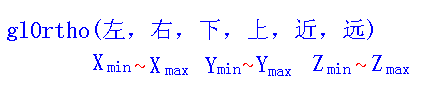 glOrtho(左，右，下，上，近，远)
Xmin~Xmax Ymin~Ymax Zmin~Zmax